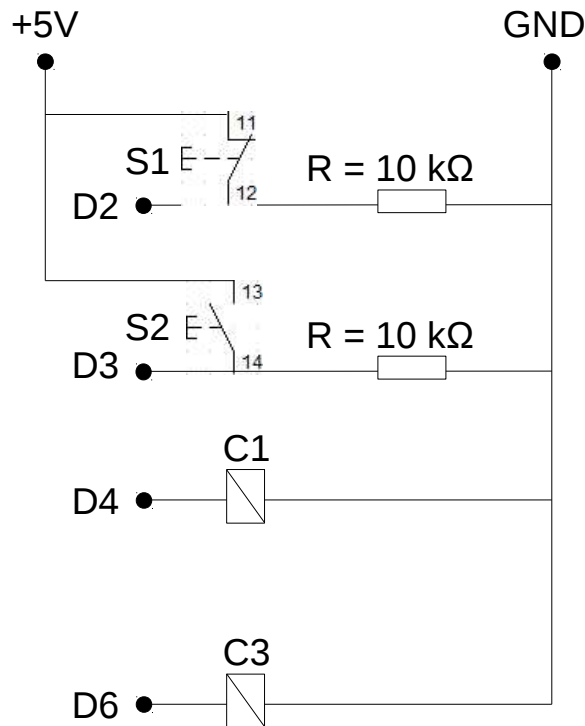 +5V
GND
11
S1
12
R = 10 kΩ
D2
13
S2
14
R = 10 kΩ
D3
C1
D4
C3
D6